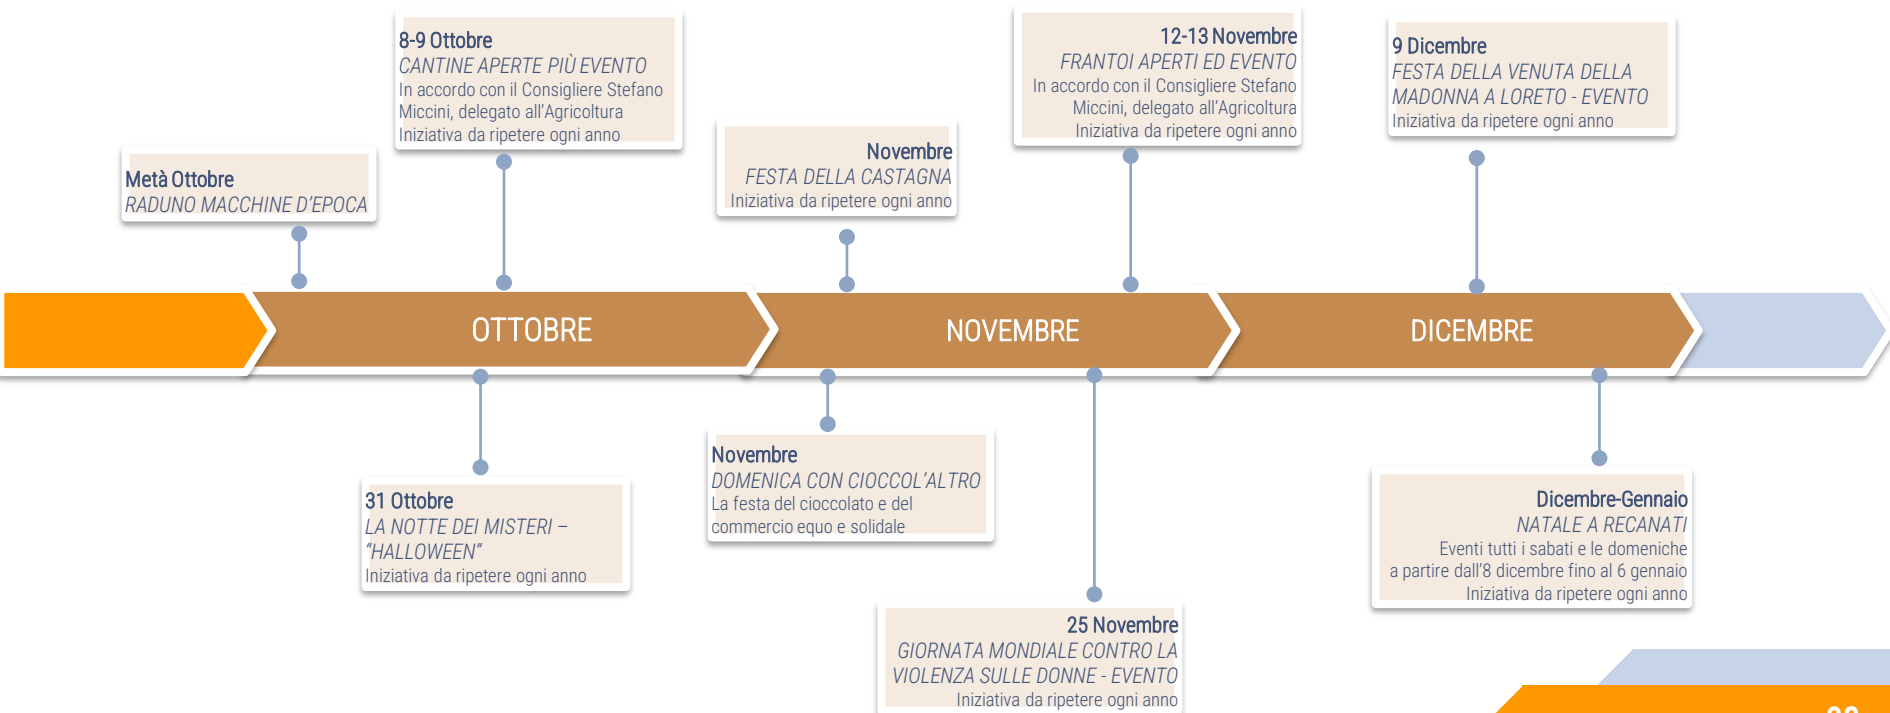 8-9 Ottobre
CANTINE APERTE PIÙ EVENTO
In accordo con il Consigliere Stefano
Miccini, delegato all’Agricoltura
Iniziativa da ripetere ogni anno
12-13 Novembre
FRANTOI APERTI ED EVENTO
In accordo con il Consigliere Stefano
Miccini, delegato all’Agricoltura
Iniziativa da ripetere ogni anno
9 Dicembre
FESTA DELLA VENUTA DELLA
MADONNA A LORETO - EVENTO
Iniziativa da ripetere ogni anno
Metà Ottobre
RADUNO MACCHINE D’EPOCA
Novembre
FESTA DELLA CASTAGNA
Iniziativa da ripetere ogni anno
OTTOBRE
NOVEMBRE
DICEMBRE
31 Ottobre
LA NOTTE DEI MISTERI –
“HALLOWEEN”
Iniziativa da ripetere ogni anno
Novembre
DOMENICA CON CIOCCOL’ALTRO
La festa del cioccolato e del
commercio equo e solidale
25 Novembre
GIORNATA MONDIALE CONTRO LA
VIOLENZA SULLE DONNE - EVENTO
Iniziativa da ripetere ogni anno
Dicembre-Gennaio
NATALE A RECANATI
Eventi tutti i sabati e le domeniche
a partire dall’8 dicembre fino al 6 gennaio
Iniziativa da ripetere ogni anno